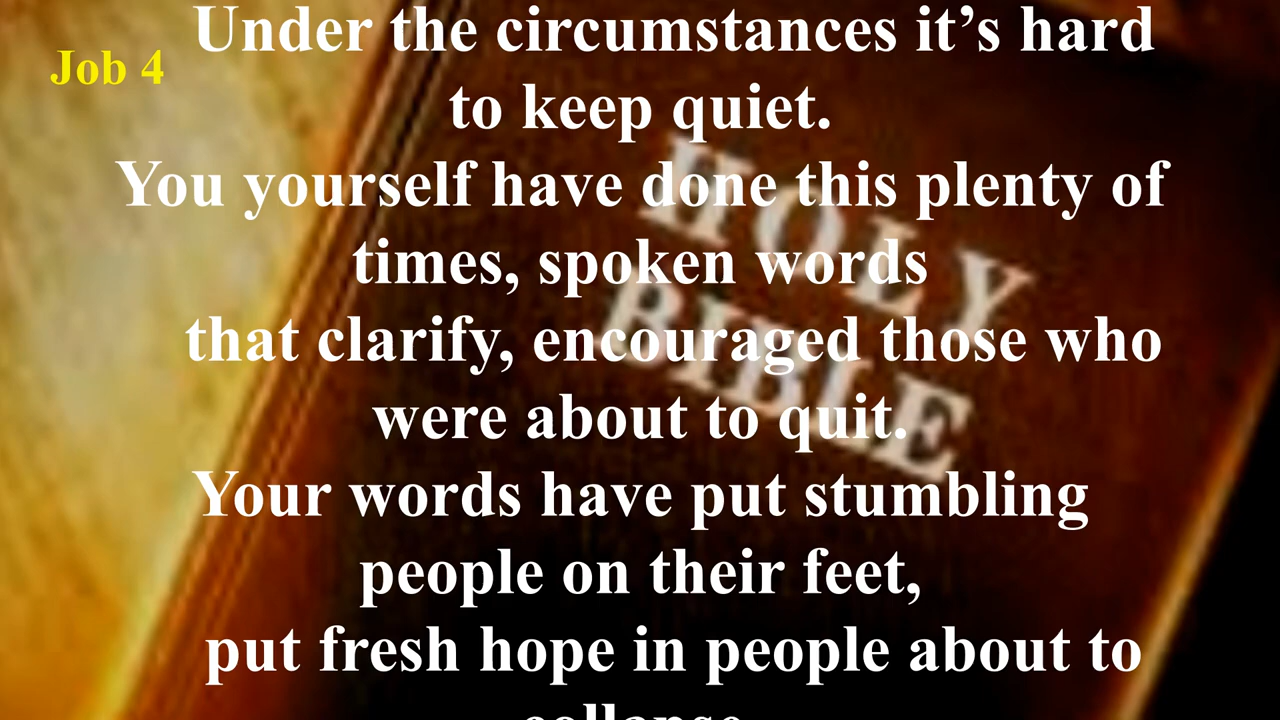 Job 4
Under the circumstances it’s hard
to keep quiet.
You yourself have done this plenty of
times, spoken words
that clarify, encouraged those who
were about to quit.
Your words have put stumbling
people on their feet,
put fresh hope in people about to
collapse.
HOLY
BIBLE